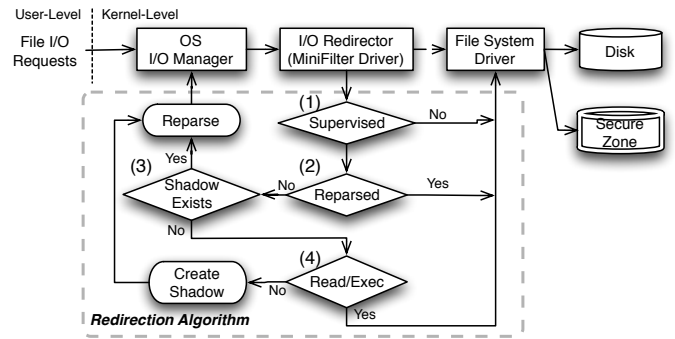 User-Level
Kernel-Level
File I/O
Requests
OS
I/O Manager
I/O Redirector
(MiniFilter Driver)
File System
Driver
Disk
Secure
Zone
Reparse
(1)
Supervised
No
(3)
Yes
(2)
Shadow
Exists
No
Reparsed
Yes
No
(4)
Create
Shadow
No
Read/Exec
Yes
Redirection Algorithm